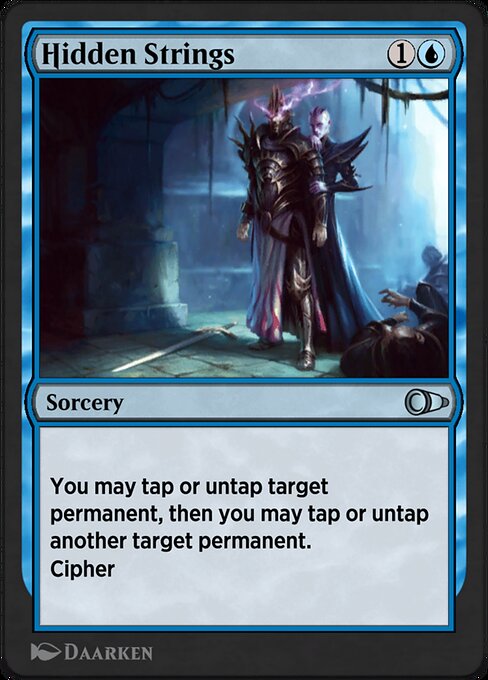 Hidden Strings 1
Sorcery
You may tap or untap target
permanent, then you may tap or untap
another target permanent.
Cipher
DAARKEN